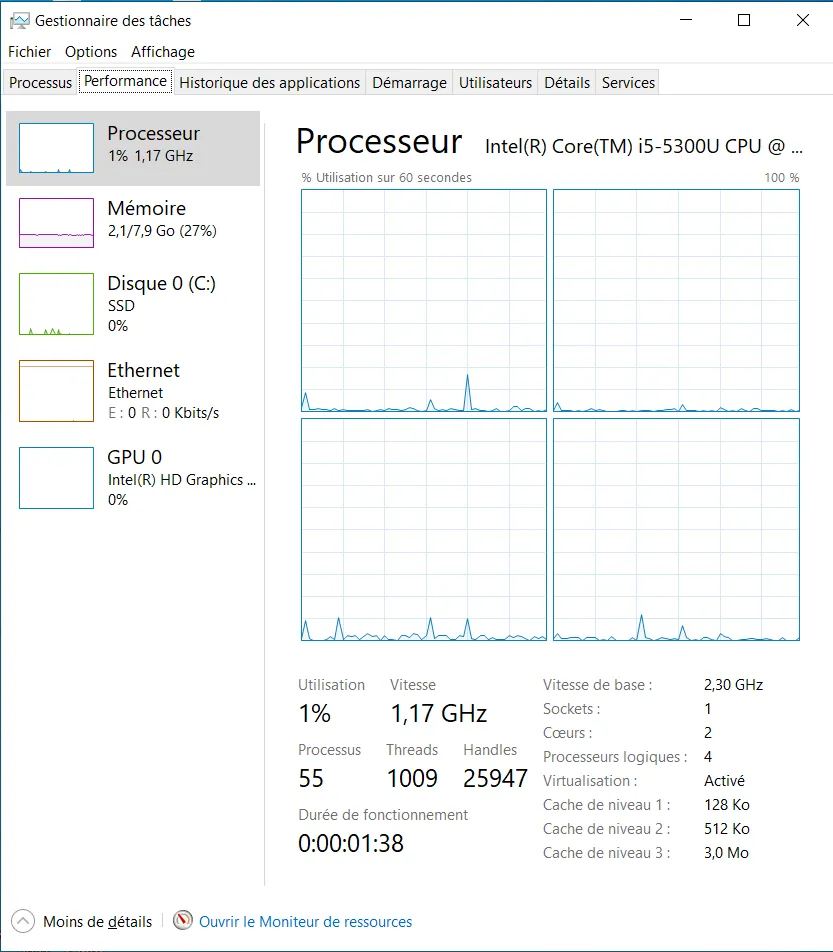 Gestionnaire des tâches
Fichier Options Affichage
Processus Performance Historique des applications Démarrage Utilisateurs Détails Services
Processeur
1% 1,17 GHz
Mémoire
2,1/7,9 Go (27%)
Disque 0 (C:)
SSD
0%
Ethernet
Ethernet
E : 0 R : 0 Kbits/s
GPU 0
Intel(R) HD Graphics ...
0%
Processeur Intel(R) Core(TM) i5-5300U CPU @ ...
% Utilisation sur 60 secondes 100 %
Utilisation Vitesse
1% 1,17 GHz
Processus Threads Handles
55 1009 25947
Durée de fonctionnement
0:00:01:38
Vitesse de base : 2,30 GHz
Sockets : 1
Cœurs : 2
Processeurs logiques : 4
Virtualisation : Activé
Cache de niveau 1 : 128 Ko
Cache de niveau 2 : 512 Ko
Cache de niveau 3 : 3,0 Mo
Moins de détails Ouvrir le Moniteur de ressources